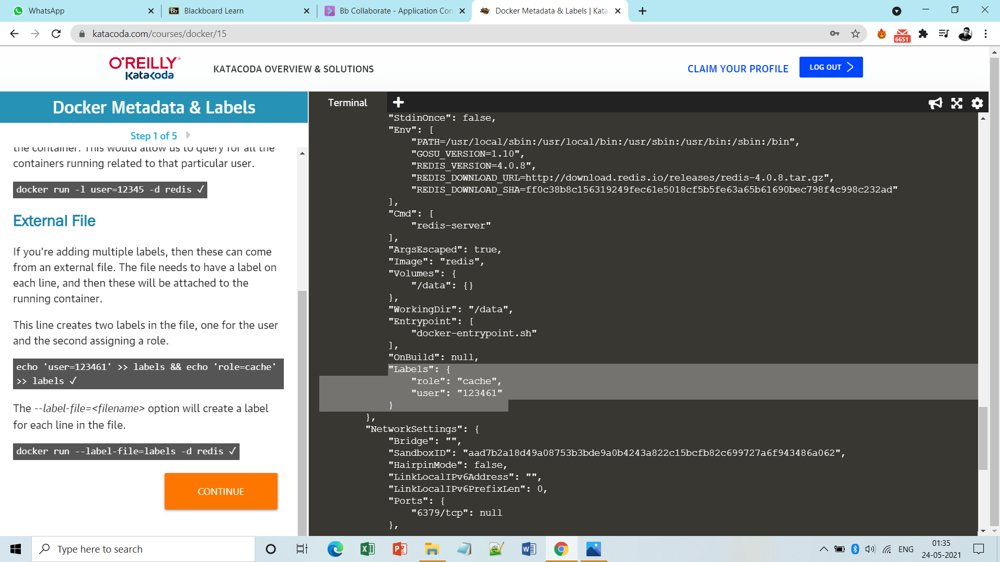 WhatsApp
Blackboard Learn
Bb Collaborate - Application Con
Docker Metadata & Labels | Kata
katacoda.com/courses/docker/15
6651
O'REILLY®
Katacoda
KATACODA OVERVIEW & SOLUTIONS
CLAIM YOUR PROFILE
LOG OUT
Docker Metadata & Labels
Step 1 of 5
the container. This would allow us to query for all the
containers running related to that particular user.
docker run -l user=12345 -d redis ✓
External File
If you're adding multiple labels, then these can come
from an external file. The file needs to have a label on
each line, and then these will be attached to the
running container.
This line creates two labels in the file, one for the user
and the second assigning a role.
echo 'user=123461' >> labels && echo 'role=cache'
>> labels ✓
The --label-file=<filename> option will create a label
for each line in the file.
docker run --label-file=labels -d redis ✓
CONTINUE
Terminal
"StdinOnce": false,
"Env": [
"PATH=/usr/local/sbin:/usr/local/bin:/usr/sbin:/usr/bin:/sbin:/bin",
"GOSU_VERSION=1.10",
"REDIS_VERSION=4.0.8",
"REDIS_DOWNLOAD_URL=http://download.redis.io/releases/redis-4.0.8.tar.gz",
"REDIS_DOWNLOAD_SHA=ff0c38b8c156319249fec61e5018cf5b5fe63a65b61690bec798f4c998c232ad"
],
"Cmd": [
"redis-server"
],
"ArgsEscaped": true,
"Image": "redis",
"Volumes": {
"/data": {}
},
"WorkingDir": "/data",
"Entrypoint": [
"docker-entrypoint.sh"
],
"OnBuild": null,
"Labels": {
"role": "cache",
"user": "123461"
}
},
"NetworkSettings": {
"Bridge": "",
"SandboxID": "aad7b2a18d49a08753b3bde9a0b4243a822c15bcfb82c699727a6f943486a062",
"HairpinMode": false,
"LinkLocalIPv6Address": "",
"LinkLocalIPv6PrefixLen": 0,
"Ports": {
"6379/tcp": null
},
Type here to search
ENG
01:35
24-05-2021